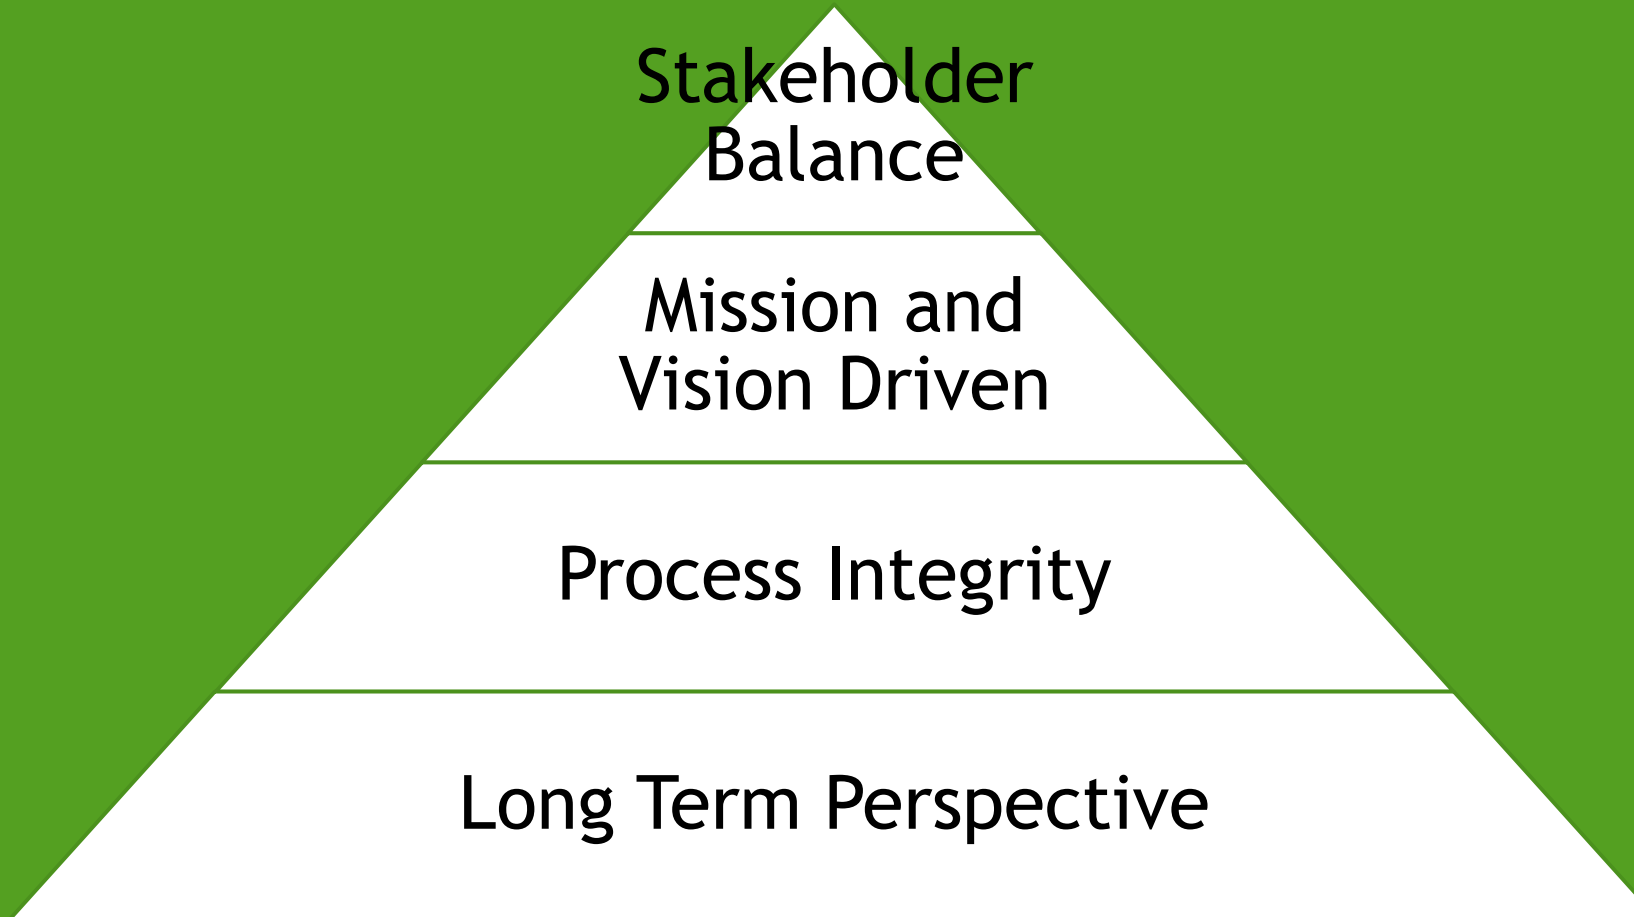 Stakeholder
Balance
Mission and
Vision Driven
Process Integrity
Long Term Perspective